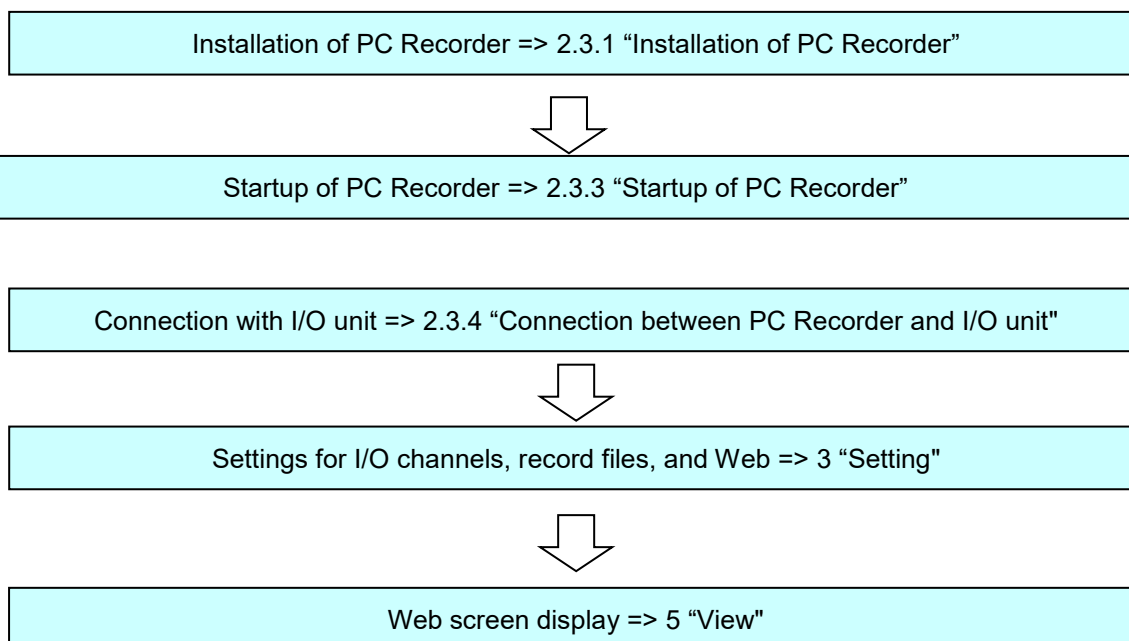 Installation of PC Recorder => 2.3.1 “Installation of PC Recorder”
Startup of PC Recorder => 2.3.3 “Startup of PC Recorder”
Connection with I/O unit => 2.3.4 “Connection between PC Recorder and I/O unit"
Settings for I/O channels, record files, and Web => 3 “Setting"
Web screen display => 5 “View"